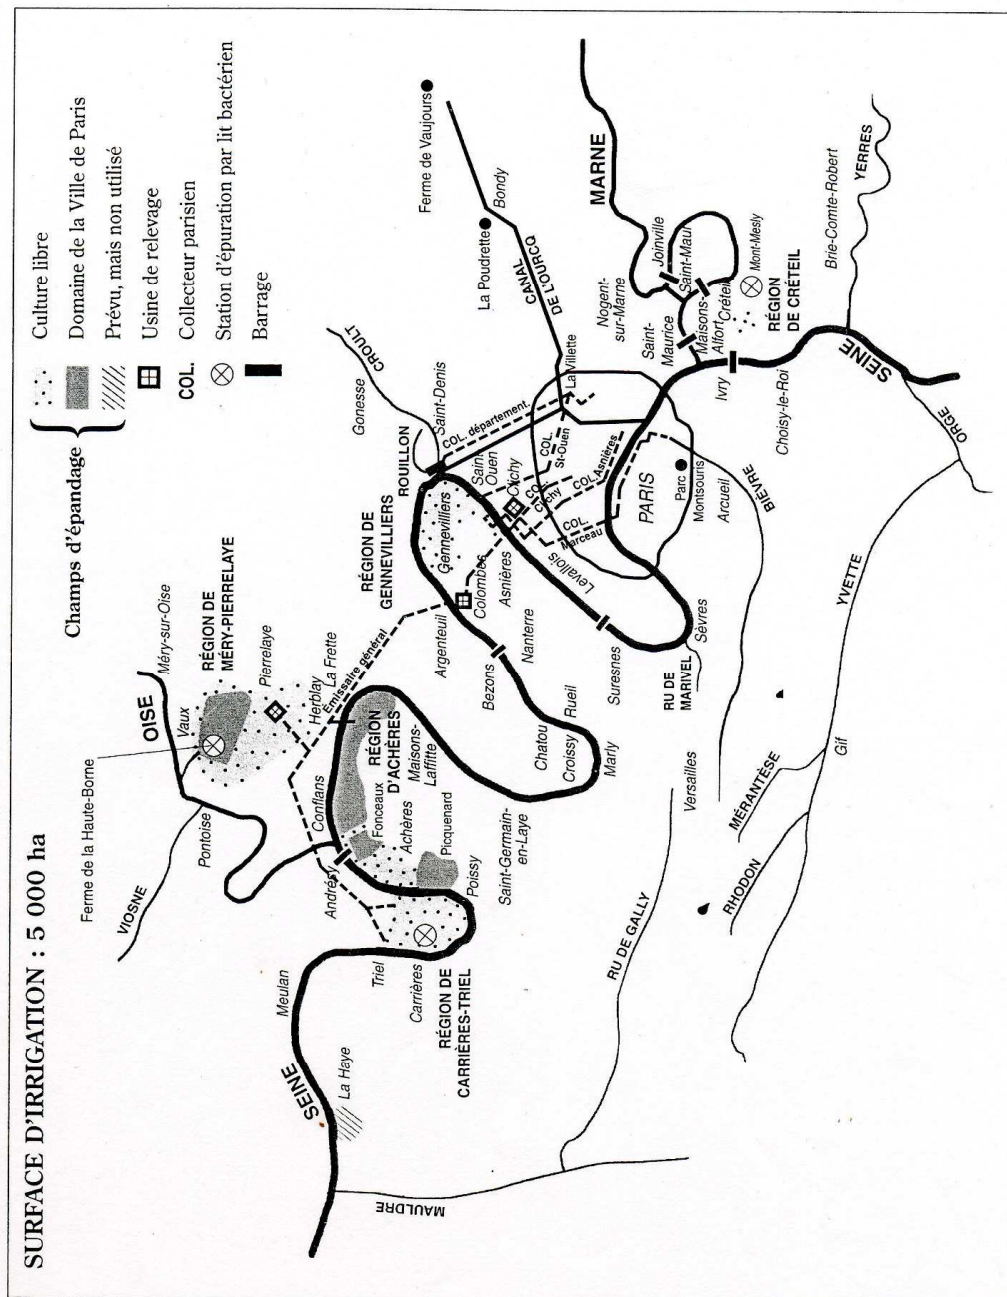 SURFACE D'IRRIGATION : 5 000 ha
Champs d'épandage
Culture libre
Domaine de la Ville de Paris
Prévu, mais non utilisé
Usine de relevage
COL. Collecteur parisien
Station d'épuration par lit bactérien
Barrage
Ferme de la Haute-Borne
VIOSNE
Pontoise
OISE
Méry-sur-Oise
Vaux
RÉGION DE
MÉRY-PIERRELAYE
Pierrelaye
Herblay
La Frette
Émissaire général
Conflans
Andrésy
Fonceaux
RÉGION
D'ACHÈRES
Achères
Maisons-
Laffitte
Picquenard
Poissy
Saint-Germain-
en-Laye
Meulan
Triel
Carrières
RÉGION DE
CARRIÈRES-TRIEL
SEINE
La Haye
MAULDRE
RU DE GALLY
RÉGION DE
GENNEVILLIERS
Gennevilliers
Argenteuil
Colombes
Asnières
Bezons
Nanterre
Chatou
Croissy
Rueil
Marly
Suresnes
Levallois
RU DE
MARIVEL
Sèvres
Versailles
ROUILLON
Gonesse
CROULT
Saint-Denis
COL. département.
Saint-
Ouen
Clichy
COL.
Clichy
COL.
St-Ouen
COL. Asnières
COL.
Marceau
La Villette
PARIS
Parc
Montsouris
Arcueil
BIÈVRE
CANAL
DE L'OURCQ
La Poudrette
Bondy
Ferme de Vaujours
MARNE
Nogent-
sur-Marne
Joinville
Saint-Maur
Saint-
Maurice
Maisons-
Alfort
Créteil
Mont-Mesly
RÉGION
DE CRÉTEIL
Ivry
Choisy-le-Roi
SEINE
Brie-Comte-Robert
YERRES
ORGE
YVETTE
Gif
MÉRANTÈSE
RHODON